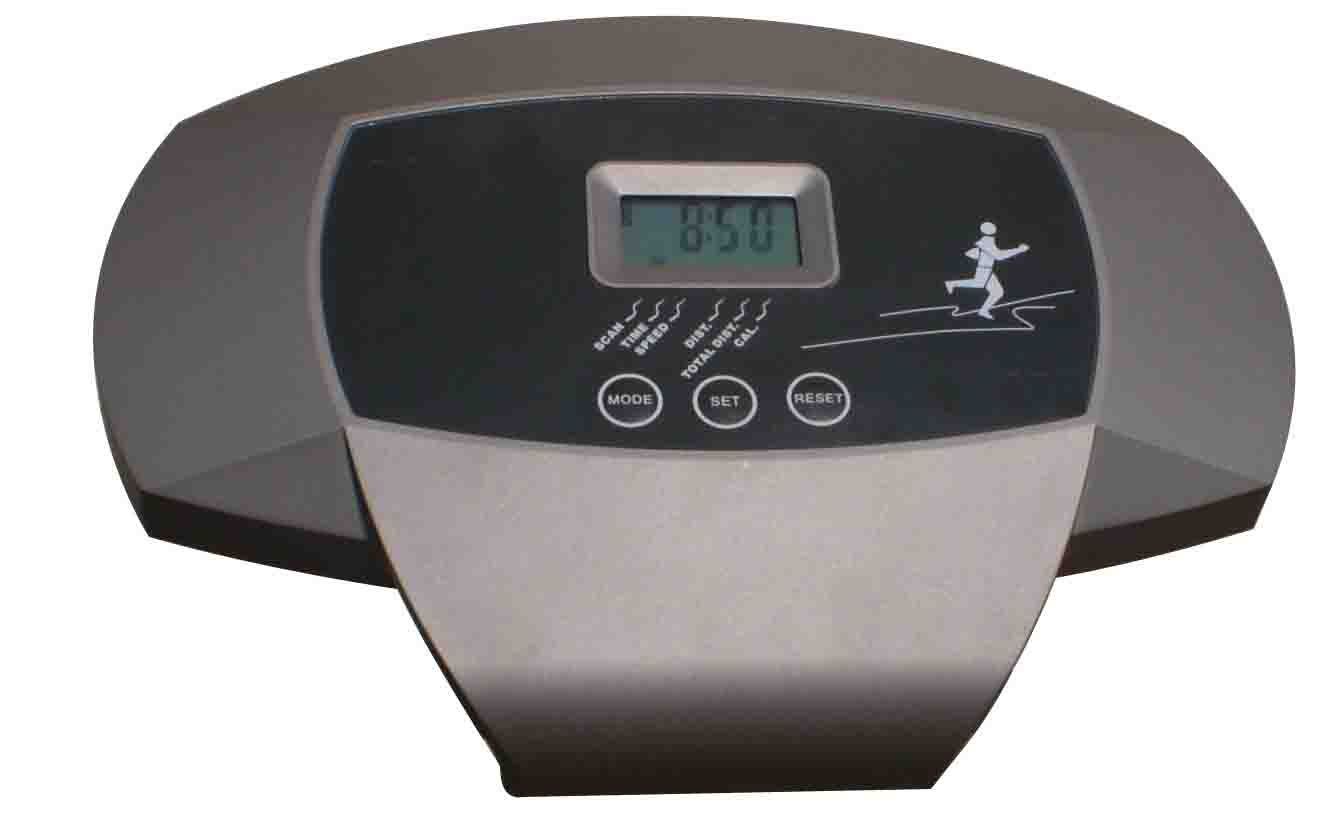 8:50
SCAN
TIME
SPEED
DIST.
TOTAL DIST.
CAL.
MODE SET RESET